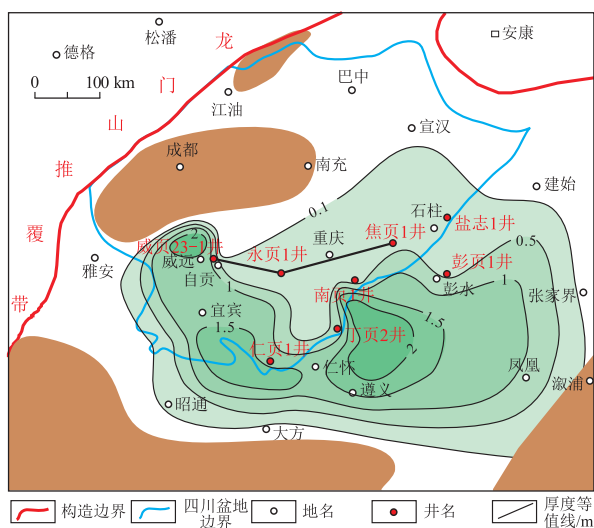 松潘
龙
安康
德格
0 100 km
门
巴中
江油
山
宣汉
成都
南充
推
建始
0.1
石柱
盐志1井
覆
2
焦页1井
威页23-1井
永页1井
重庆
0.5
雅安
威远
彭页1井
自贡
1
南页1井
彭水
1
张家界
带
宜宾
1.5
1.5
丁页2井
仁页1井
2
仁怀
凤凰
遵义
溆浦
昭通
大方
构造边界
四川盆地
边界
地名
井名
厚度等
值线/m